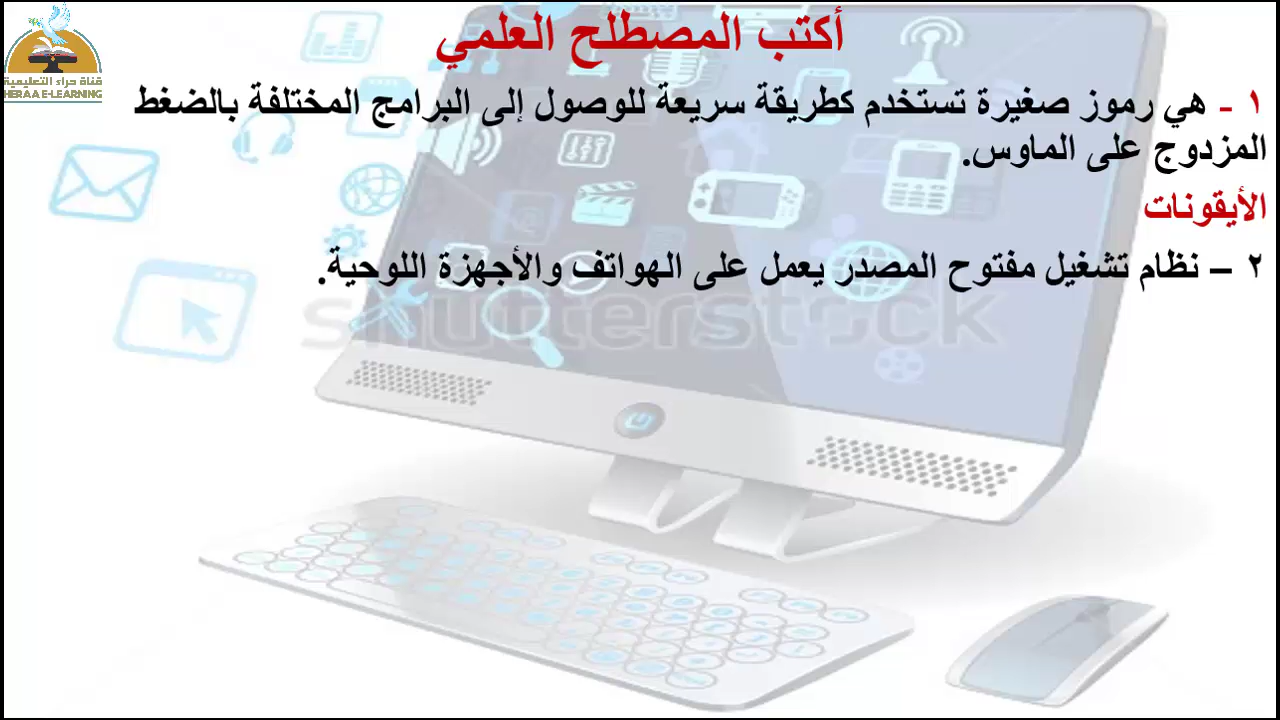 قناة حراء التعليمية
HERAA E-LEARNING
أكتب المصطلح العلمي
١ - هي رموز صغيرة تستخدم كطريقة سريعة للوصول إلى البرامج المختلفة بالضغط
المزدوج على الماوس.
الأيقونات
٢ – نظام تشغيل مفتوح المصدر يعمل على الهواتف والأجهزة اللوحية.
shutterstock